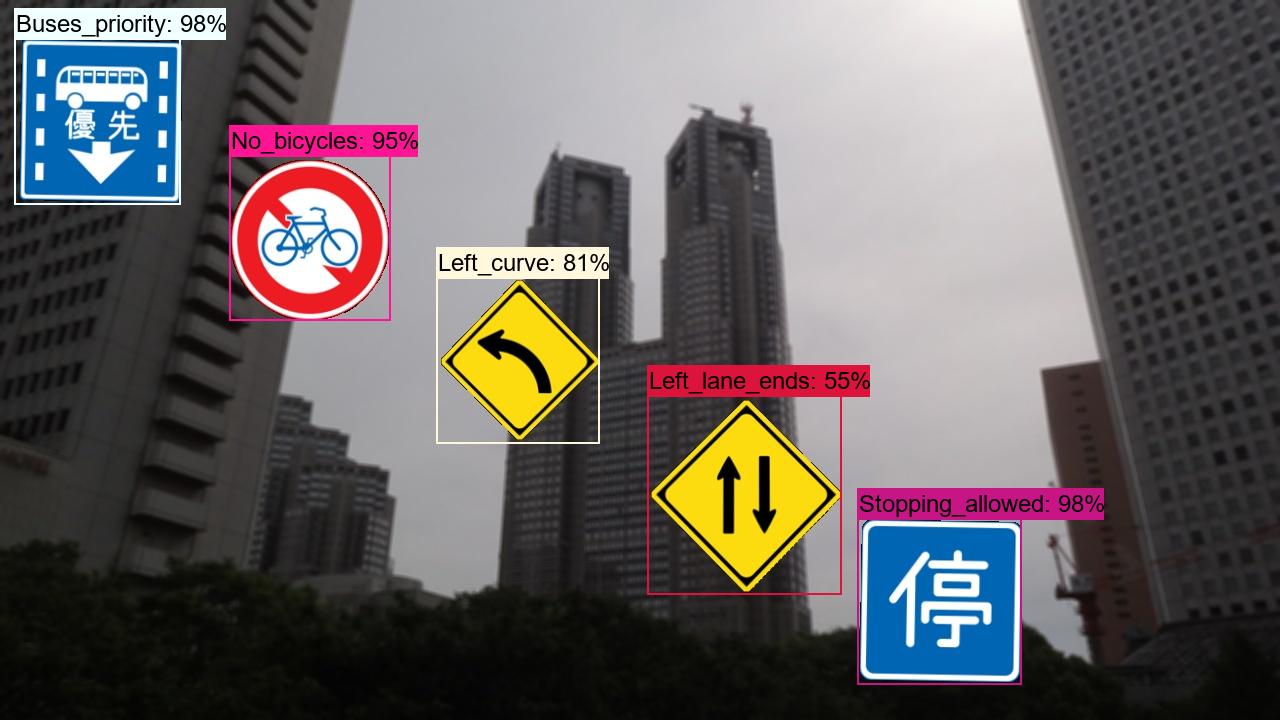 Buses_priority: 98%
優先
No_bicycles: 95%
Left_curve: 81%
Left_lane_ends: 55%
Stopping_allowed: 98%
停